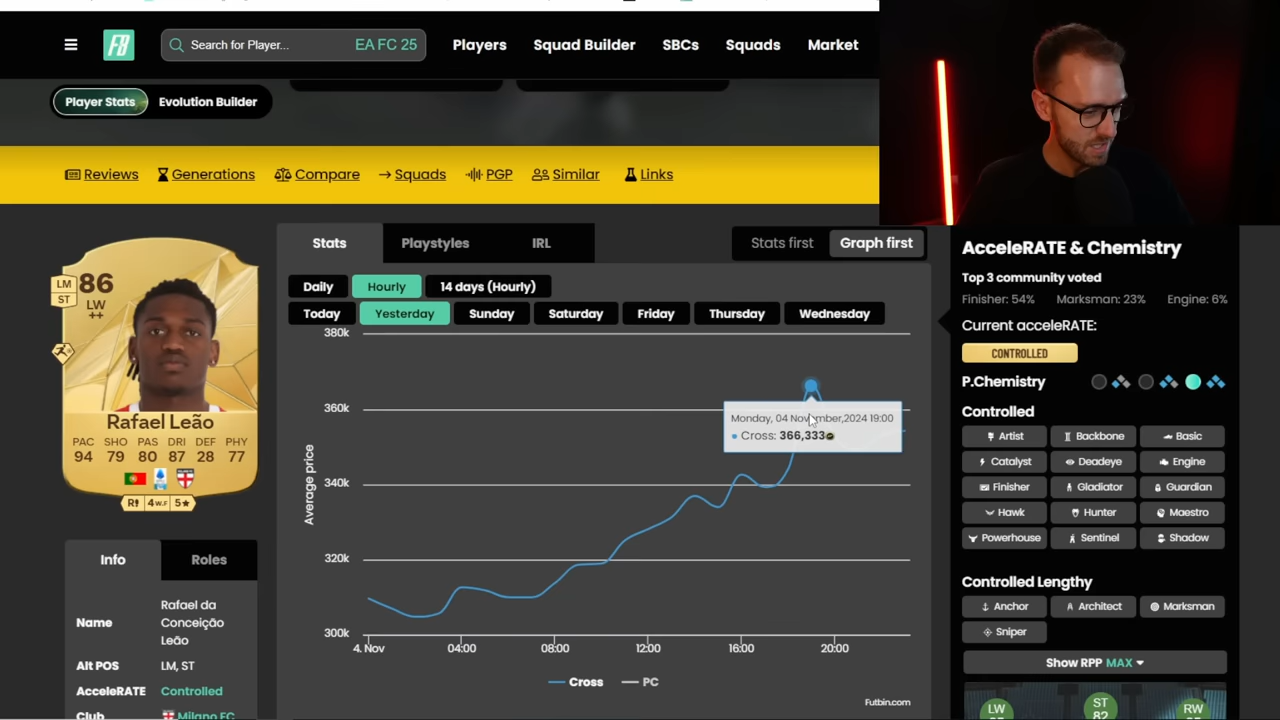 FB
Search for Player...
EA FC 25
Players
Squad Builder
SBCs
Squads
Market
Player Stats
Evolution Builder
Reviews
Generations
Compare
Squads
PGP
Similar
Links
86
LM
ST
LW
++
Rafael Leão
PAC SHO PAS DRI DEF PHY
94 79 80 87 28 77
R 4 W.F 5★
Info
Roles
Name
Rafael da
Conceição
Leão
Alt POS
LM, ST
AcceleRATE
Controlled
Club
Milano FC
Stats
Playstyles
IRL
Stats first
Graph first
Daily
Hourly
14 days (Hourly)
Today
Yesterday
Sunday
Saturday
Friday
Thursday
Wednesday
Average price
380k
360k
340k
320k
300k
Monday, 04 November,2024 19:00
Cross: 366,333
4. Nov
04:00
08:00
12:00
16:00
20:00
Cross
PC
Futbin.com
AcceleRATE & Chemistry
Top 3 community voted
Finisher: 54% Marksman: 23% Engine: 6%
Current acceleRATE:
CONTROLLED
P.Chemistry
Controlled
Artist
Backbone
Basic
Catalyst
Deadeye
Engine
Finisher
Gladiator
Guardian
Hawk
Hunter
Maestro
Powerhouse
Sentinel
Shadow
Controlled Lengthy
Anchor
Architect
Marksman
Sniper
Show RPP MAX
LW
ST
82
RW